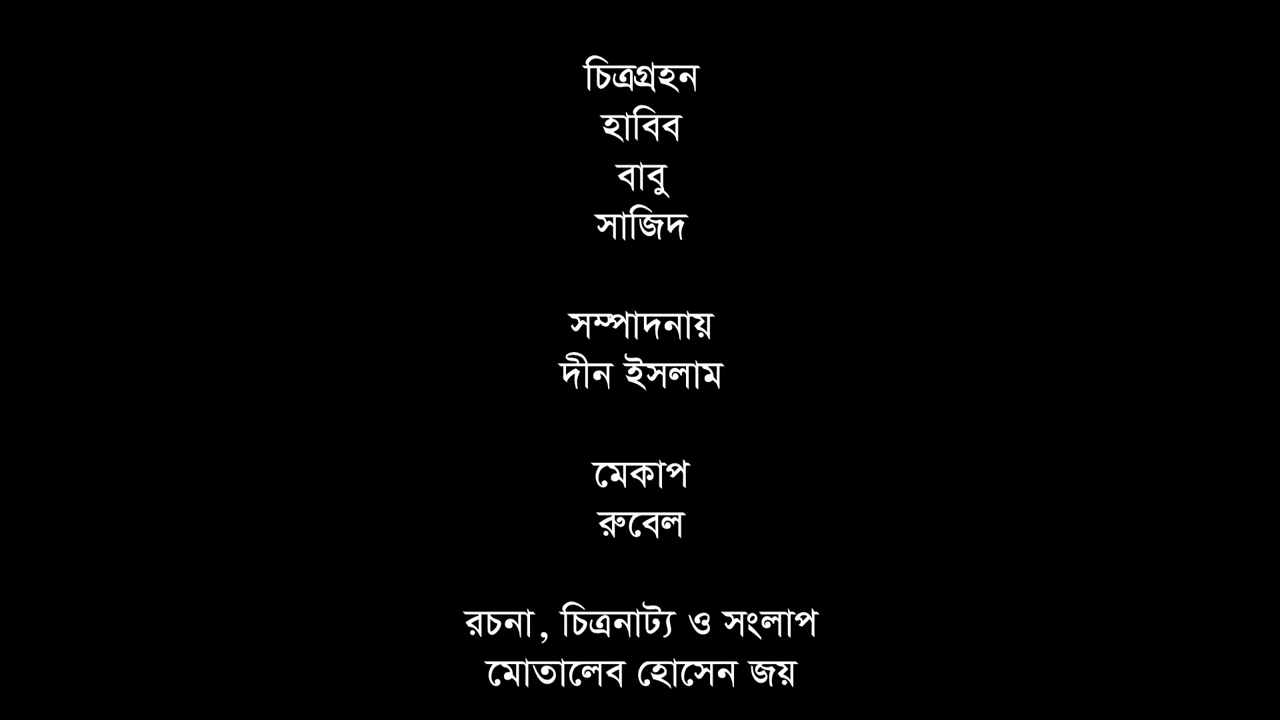 চিত্রগ্রহন
হাবিব
বাবু
সাজিদ
সম্পাদনায়
দীন ইসলাম
মেকাপ
রুবেল
রচনা, চিত্রনাট্য ও সংলাপ
মোতালেব হোসেন জয়